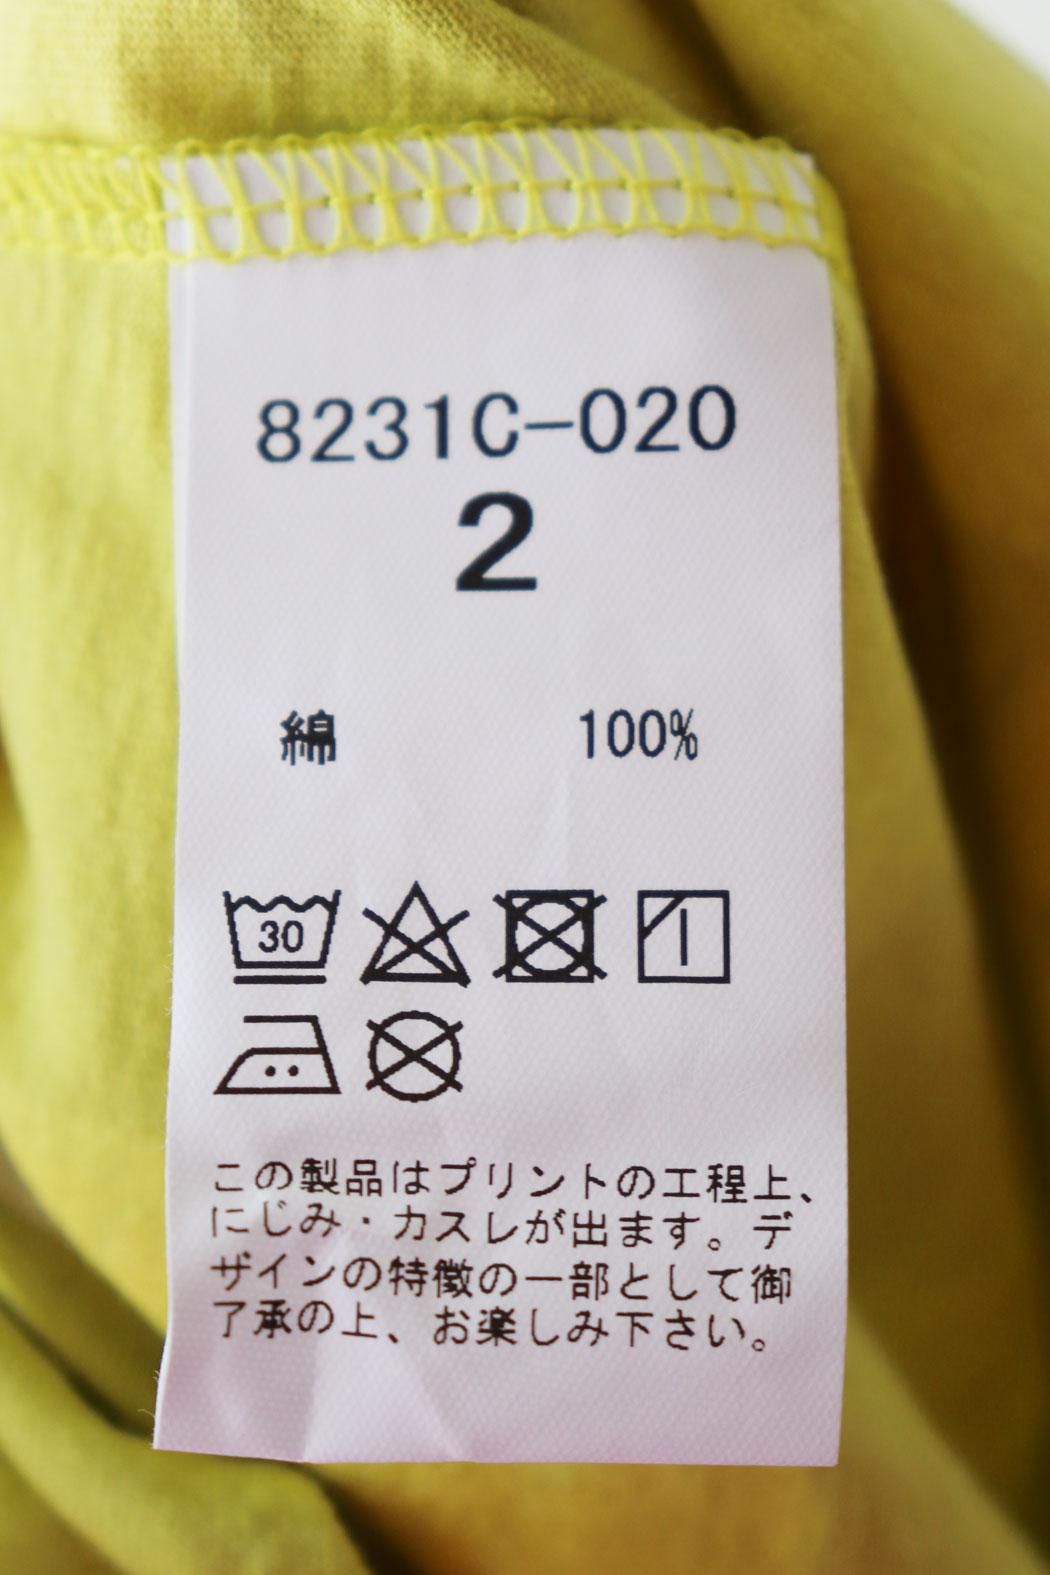 8231C-020
2
綿 100%
30
この製品はプリントの工程上、
にじみ・カスレが出ます。デ
ザインの特徴の一部として御
了承の上、お楽しみ下さい。